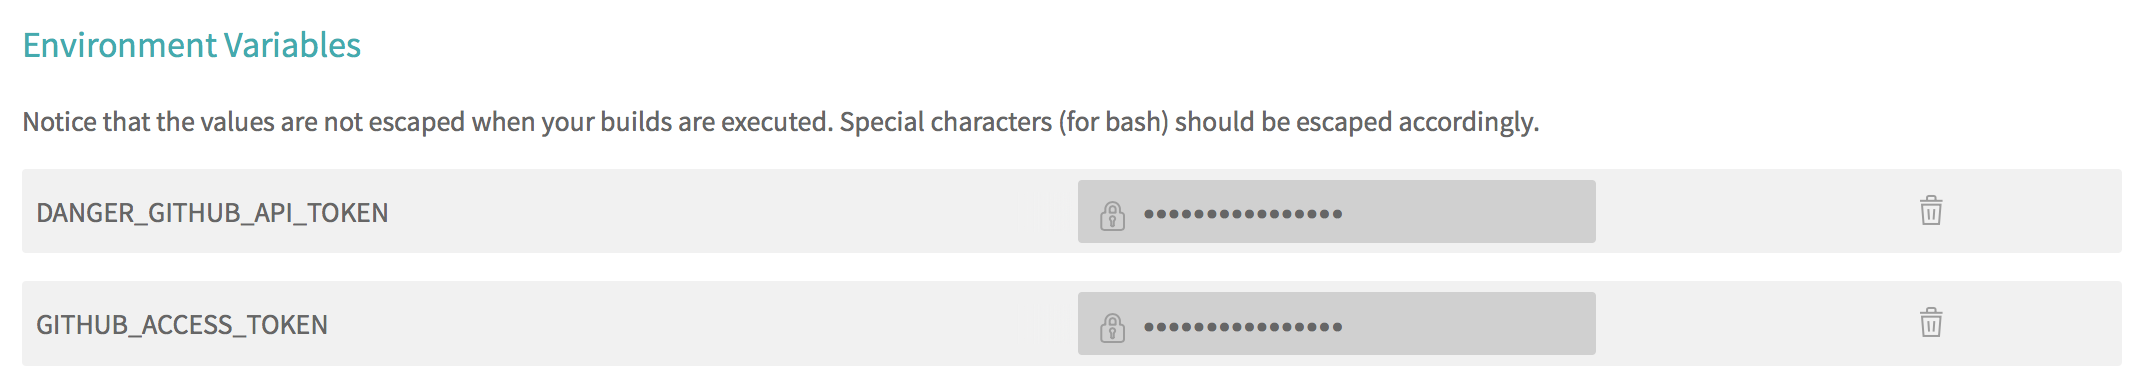 Environment Variables
Notice that the values are not escaped when your builds are executed. Special characters (for bash) should be escaped accordingly.
DANGER_GITHUB_API_TOKEN ••••••••••••••••
GITHUB_ACCESS_TOKEN ••••••••••••••••